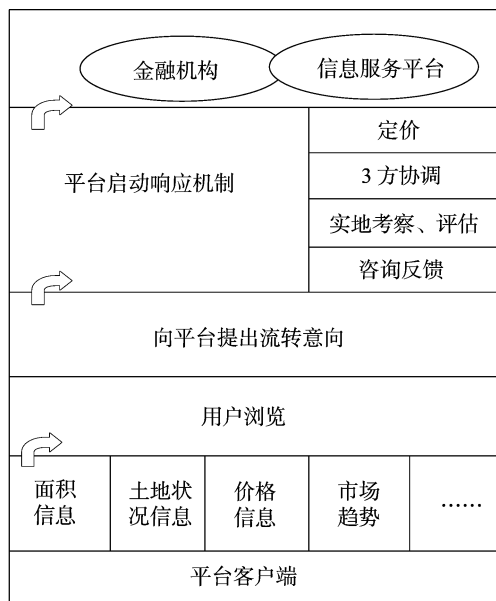 金融机构
信息服务平台
平台启动响应机制
定价
3方协调
实地考察、评估
咨询反馈
向平台提出流转意向
用户浏览
面积
信息
土地状
况信息
价格
信息
市场
趋势
……
平台客户端